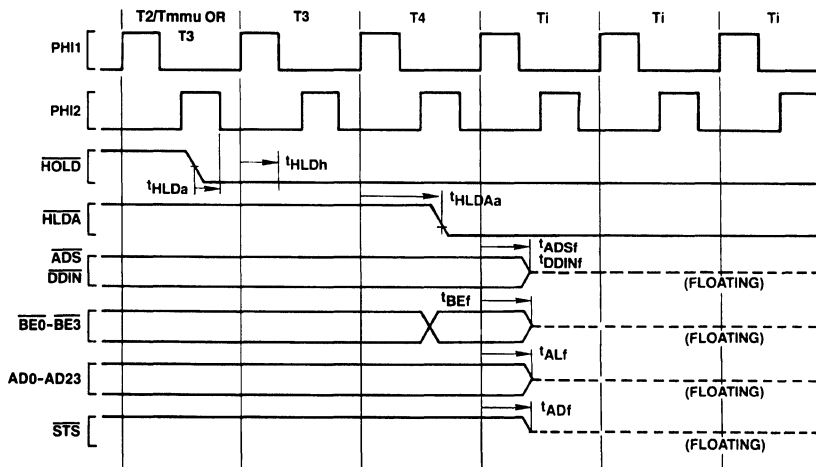 T2/Tmmu OR T3 T4 Ti Ti Ti
T3
PHI1
PHI2
HOLD
tHLDh
tHLDa
tHLDAa
HLDA
tADSf
ADS
tDDINf
DDIN
(FLOATING)
tBEf
BE0-BE3
(FLOATING)
tALf
AD0-AD23
(FLOATING)
tADf
STS
(FLOATING)